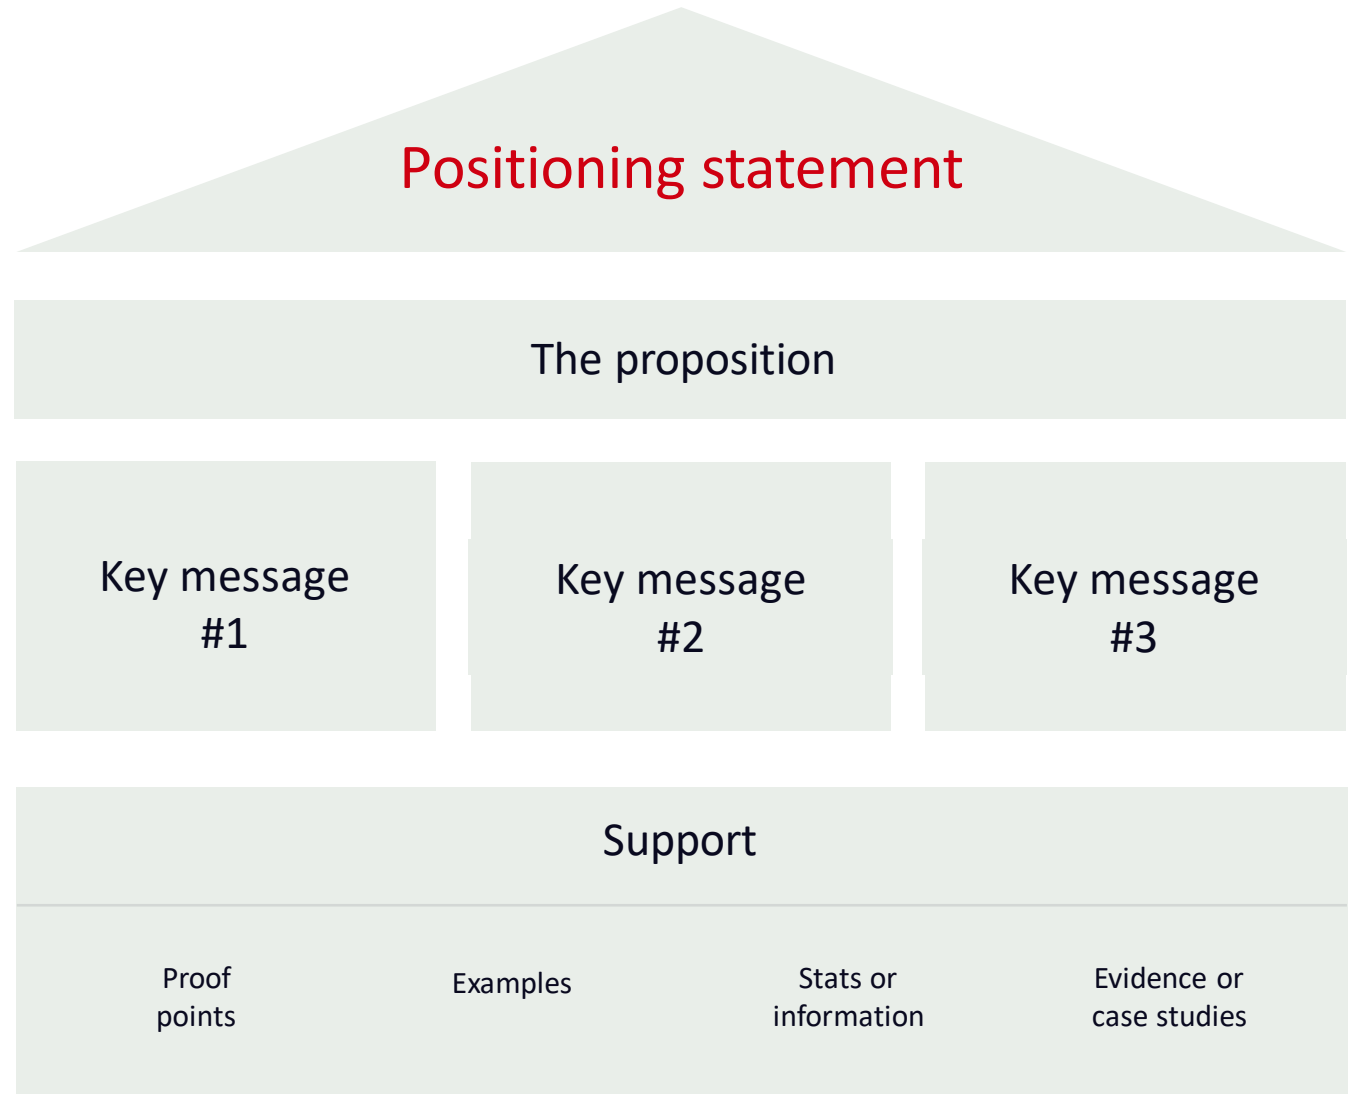 Positioning statement
The proposition
Key message
#1
Key message
#2
Key message
#3
Support
Proof
points
Examples
Stats or
information
Evidence or
case studies